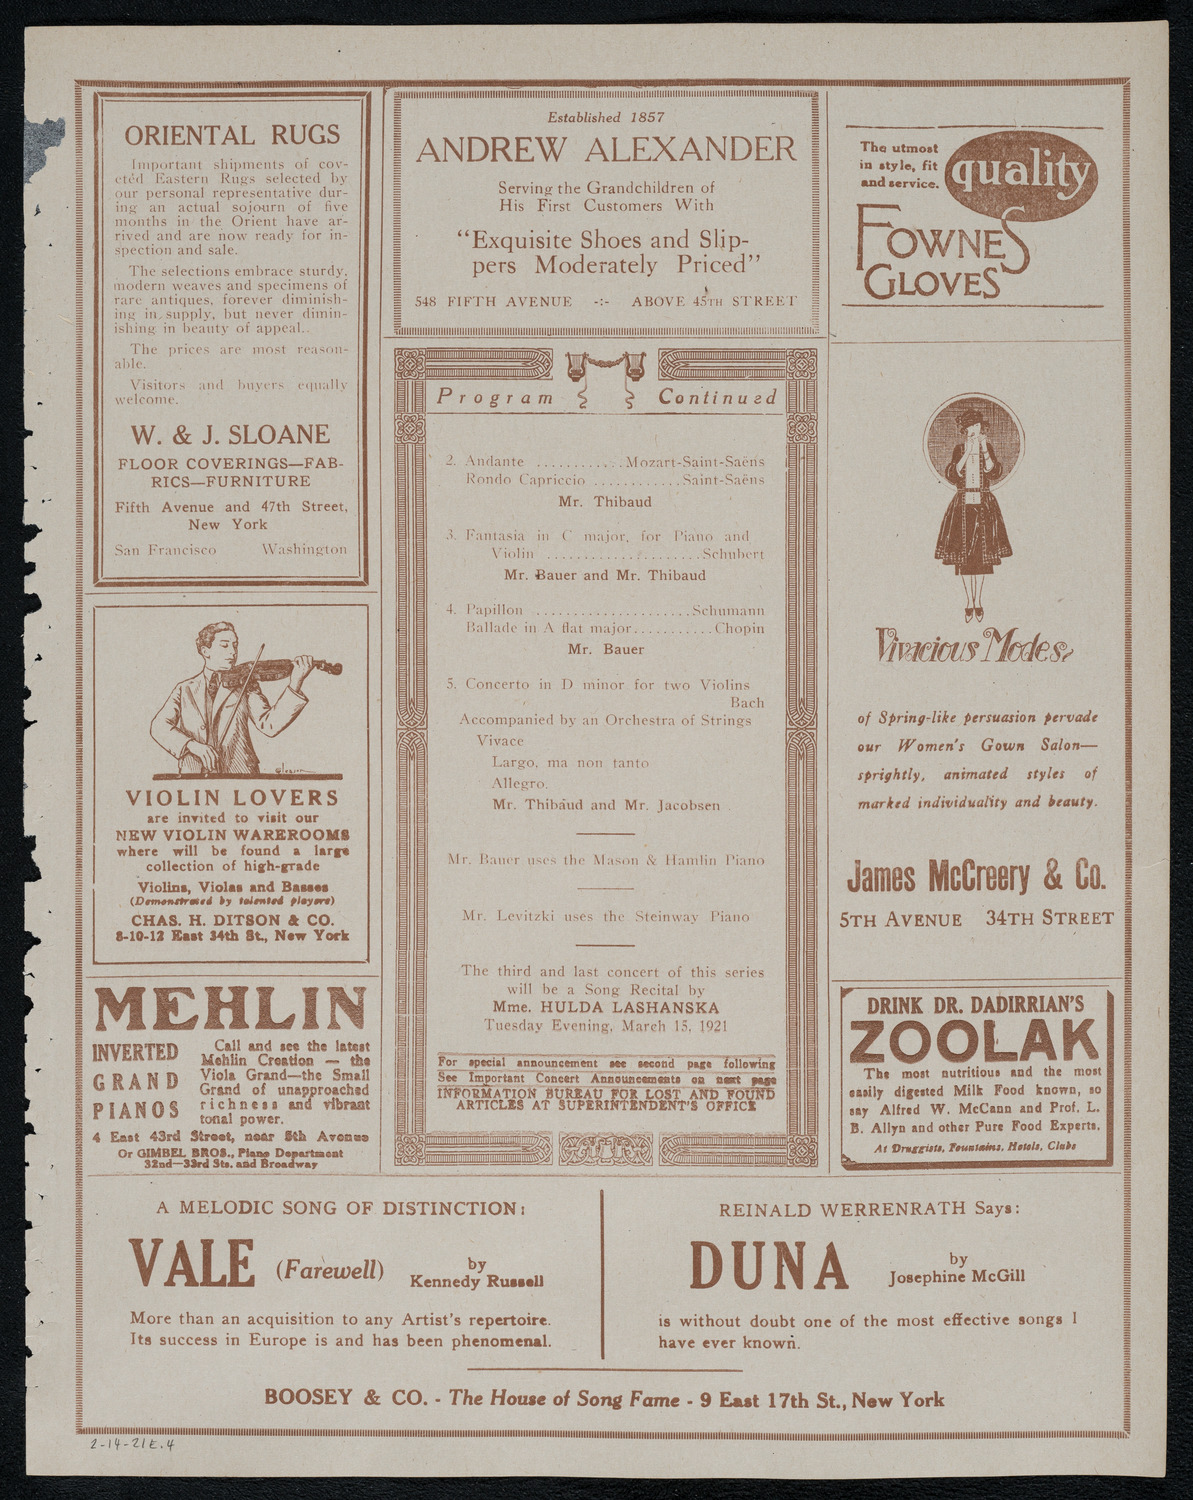 ORIENTAL RUGS
Important shipments of cov-
eted Eastern Rugs selected by
our personal representative dur-
ing an actual sojourn of five
months in the Orient have ar-
rived and are now ready for in-
spection and sale.
The selections embrace sturdy,
modern weaves and specimens of
rare antiques, forever diminish-
ing in supply, but never dimin-
ishing in beauty of appeal..
The prices are most reason-
able.
Visitors and buyers equally
welcome.
W. & J. SLOANE
FLOOR COVERINGS—FAB-
RICS—FURNITURE
Fifth Avenue and 47th Street,
New York
San Francisco Washington
VIOLIN LOVERS
are invited to visit our
NEW VIOLIN WAREROOMS
where will be found a large
collection of high-grade
Violins, Violas and Basses
(Demonstrated by talented players)
CHAS. H. DITSON & CO.
8-10-12 East 34th St., New York
MEHLIN
INVERTED
GRAND
PIANOS
Call and see the latest
Mehlin Creation — the
Viola Grand—the Small
Grand of unapproached
richness and vibrant
tonal power.
4 East 43rd Street, near 5th Avenue
Or GIMBEL BROS., Piano Department
32nd—33rd Sts. and Broadway
Established 1857
ANDREW ALEXANDER
Serving the Grandchildren of
His First Customers With
"Exquisite Shoes and Slip-
pers Moderately Priced"
548 FIFTH AVENUE -:- ABOVE 45TH STREET
Program Continued
2. Andante ............Mozart-Saint-Saëns
Rondo Capriccio ............Saint-Saëns
Mr. Thibaud
3. Fantasia in C major, for Piano and
Violin ......................Schubert
Mr. Bauer and Mr. Thibaud
4. Papillon .....................Schumann
Ballade in A flat major...........Chopin
Mr. Bauer
5. Concerto in D minor for two Violins
Bach
Accompanied by an Orchestra of Strings
Vivace
Largo, ma non tanto
Allegro.
Mr. Thibaud and Mr. Jacobsen
Mr. Bauer uses the Mason & Hamlin Piano
Mr. Levitzki uses the Steinway Piano
The third and last concert of this series
will be a Song Recital by
Mme. HULDA LASHANSKA
Tuesday Evening, March 15, 1921
For special announcement see second page following
See Important Concert Announcements on next page
INFORMATION BUREAU FOR LOST AND FOUND
ARTICLES AT SUPERINTENDENT'S OFFICE
The utmost
in style, fit
and service.
quality
FOWNES
GLOVES
Vivacious Modes
of Spring-like persuasion pervade
our Women's Gown Salon—
sprightly, animated styles of
marked individuality and beauty.
James McCreery & Co.
5TH AVENUE 34TH STREET
DRINK DR. DADIRRIAN'S
ZOOLAK
The most nutritious and the most
easily digested Milk Food known, so
say Alfred W. McCann and Prof. L.
B. Allyn and other Pure Food Experts.
At Druggists, Fountains, Hotels, Clubs
A MELODIC SONG OF DISTINCTION:
VALE (Farewell) by
Kennedy Russell
More than an acquisition to any Artist's repertoire.
Its success in Europe is and has been phenomenal.
REINALD WERRENRATH Says:
DUNA by
Josephine McGill
is without doubt one of the most effective songs I
have ever known.
BOOSEY & CO. - The House of Song Fame - 9 East 17th St., New York
2-14-21E.4